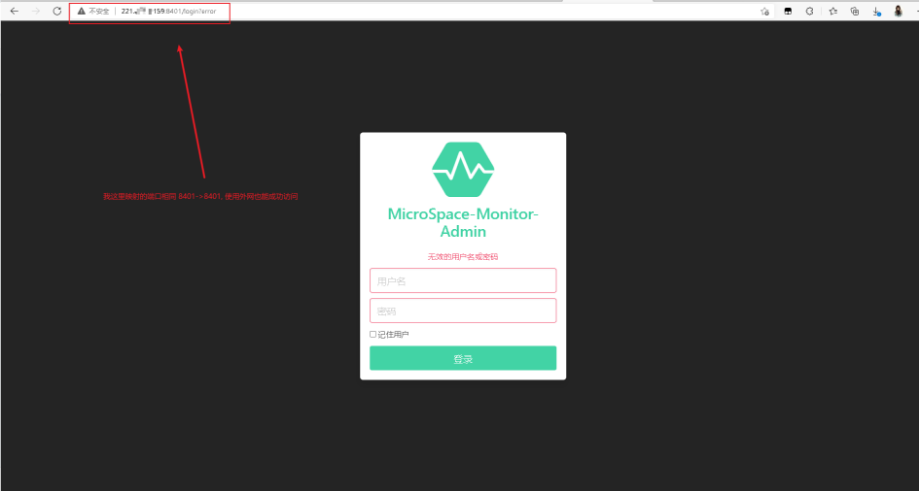 不安全 221. 159:8401/login?error
我这里映射的端口相同 8401->8401, 使用外网也能成功访问
MicroSpace-Monitor-
Admin
无效的用户名或密码
用户名
密码
记住用户
登录